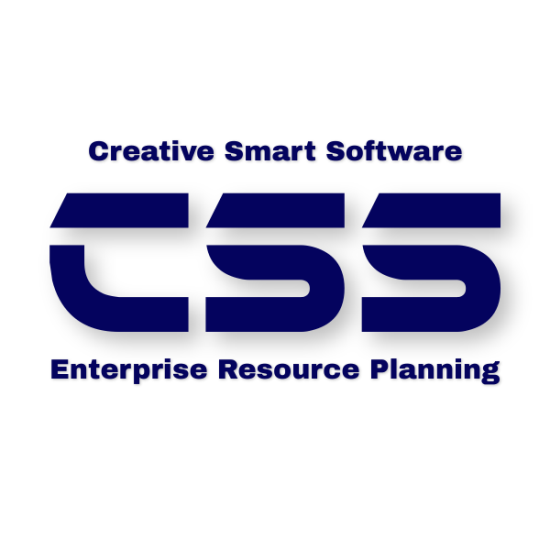 Creative Smart Software
CSS
Enterprise Resource Planning